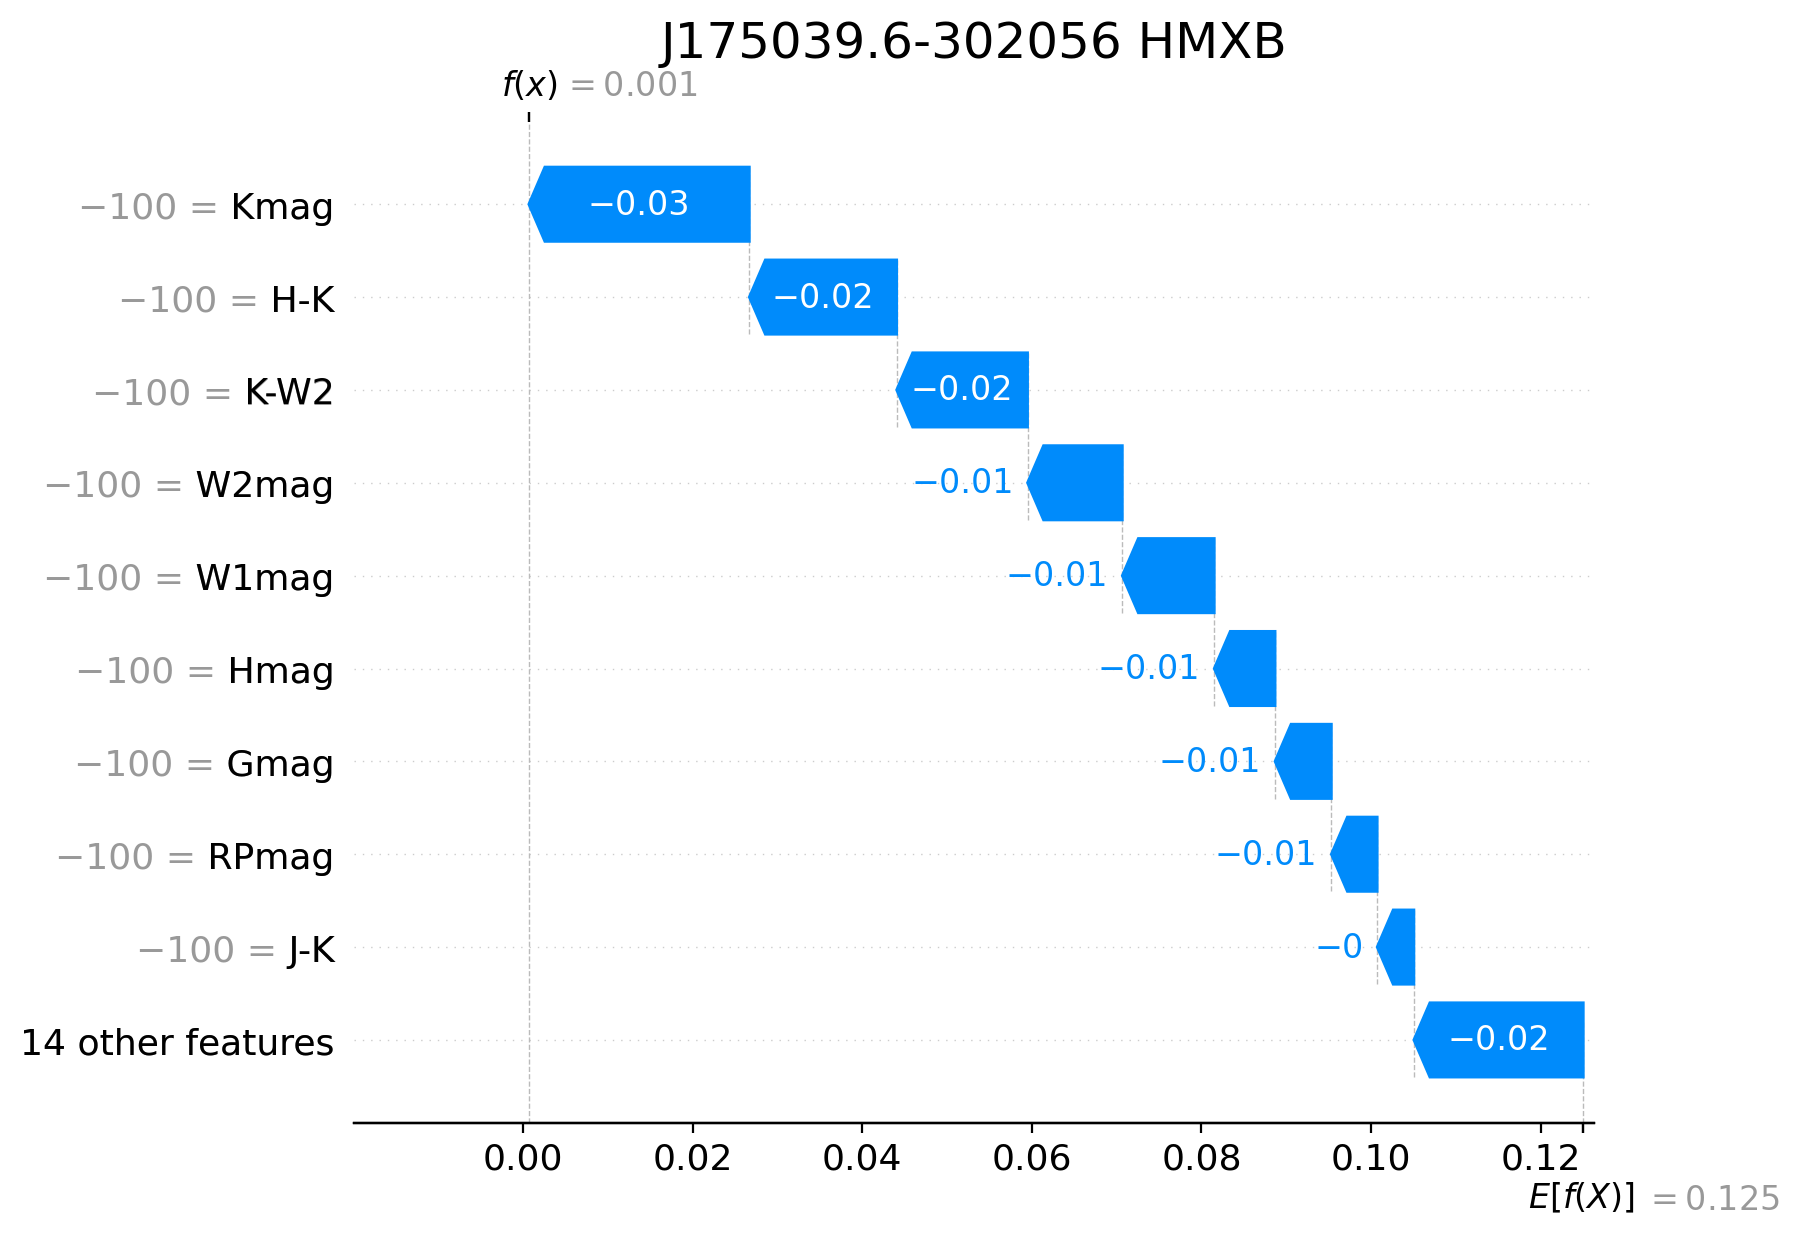 J175039.6-302056 HMXB
f(x) = 0.001
−100 = Kmag
−0.03
−100 = H-K
−0.02
−100 = K-W2
−0.02
−100 = W2mag
−0.01
−100 = W1mag
−0.01
−100 = Hmag
−0.01
−100 = Gmag
−0.01
−100 = RPmag
−0.01
−100 = J-K
−0
14 other features
−0.02
0.00 0.02 0.04 0.06 0.08 0.10 0.12
E[f(X)] = 0.125